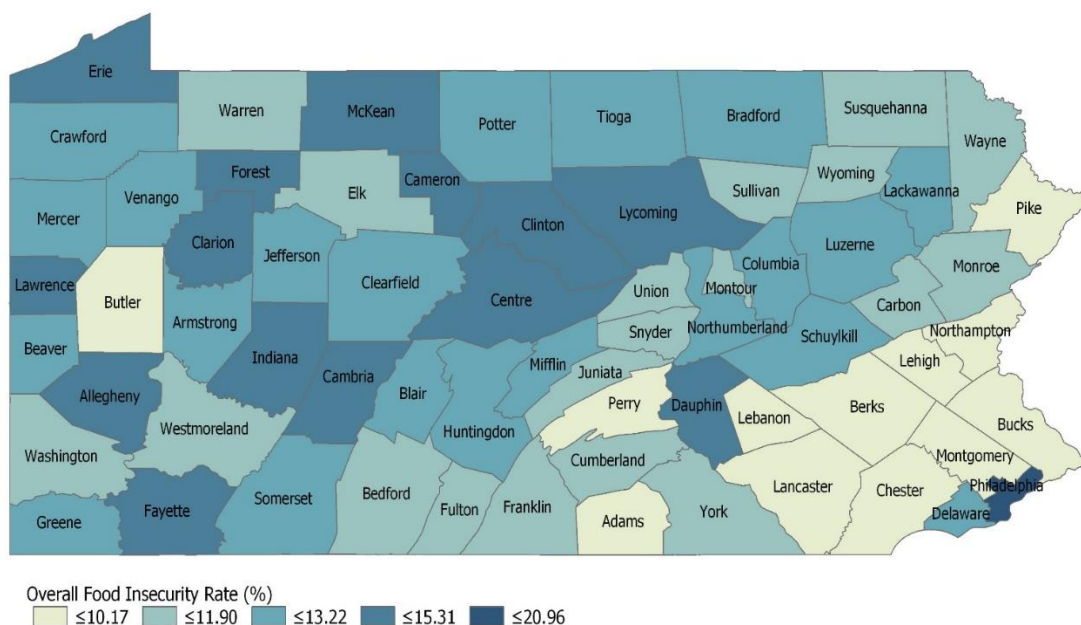 Erie
Warren
McKean
Potter
Tioga
Bradford
Susquehanna
Wayne
Crawford
Forest
Elk
Cameron
Clinton
Lycoming
Sullivan
Wyoming
Lackawanna
Pike
Mercer
Venango
Clarion
Jefferson
Clearfield
Centre
Union
Montour
Columbia
Luzerne
Monroe
Carbon
Lawrence
Butler
Armstrong
Snyder
Northumberland
Schuylkill
Northampton
Lehigh
Beaver
Indiana
Cambria
Blair
Mifflin
Juniata
Huntingdon
Perry
Dauphin
Lebanon
Berks
Bucks
Allegheny
Westmoreland
Cumberland
Montgomery
Philadelphia
Washington
Lancaster
Chester
Delaware
Greene
Fayette
Somerset
Bedford
Fulton
Franklin
Adams
York
Overall Food Insecurity Rate (%)
≤10.17 ≤11.90 ≤13.22 ≤15.31 ≤20.96